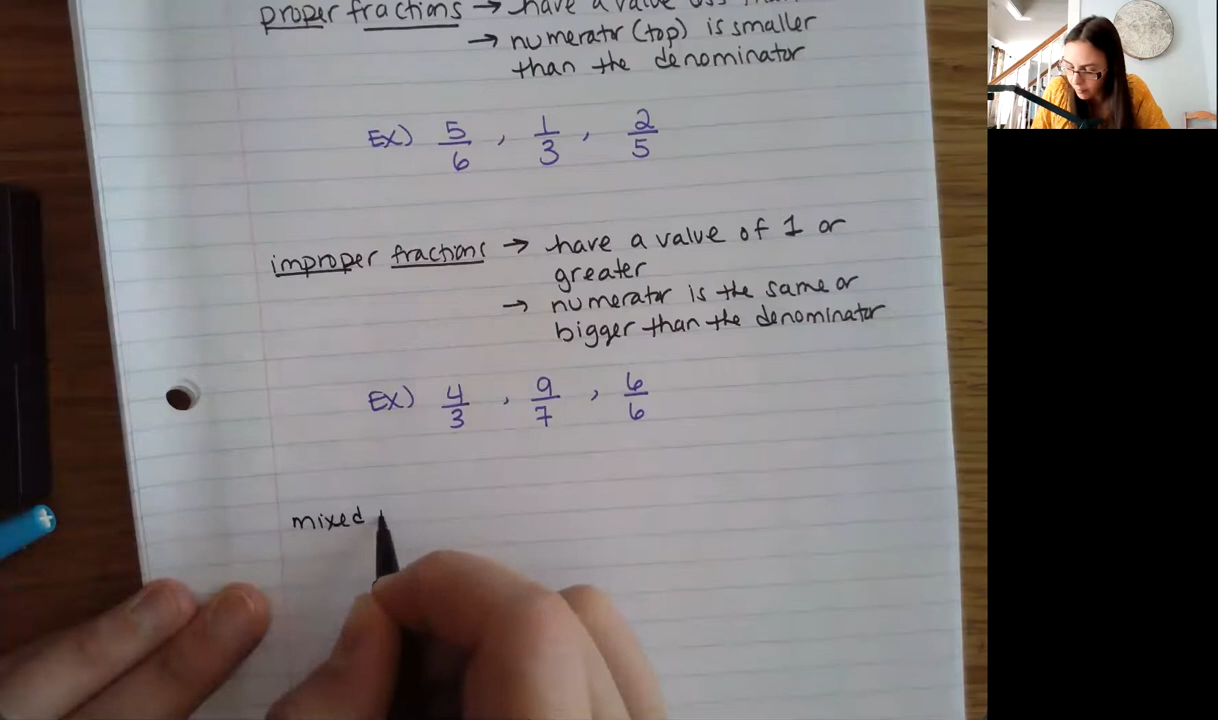 proper fractions → have a value
→ numerator (top) is smaller
than the denominator
Ex) 5/6 , 1/3 , 2/5
improper fractions → have a value of 1 or
greater
→ numerator is the same or
bigger than the denominator
Ex) 4/3 , 9/7 , 6/6
mixed